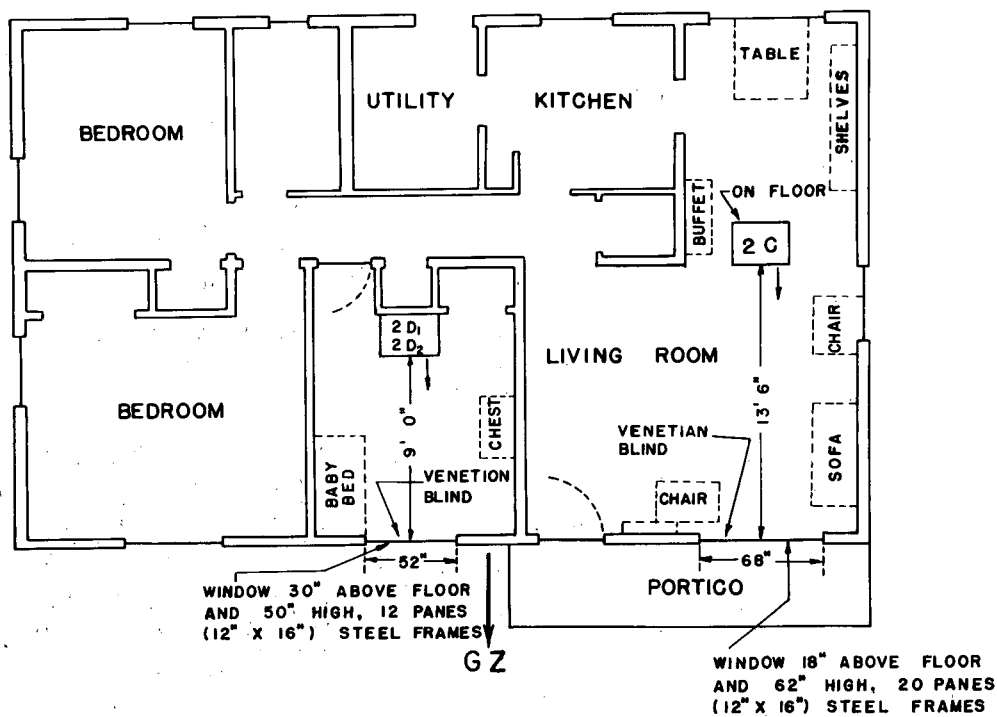 TABLE
UTILITY
KITCHEN
BEDROOM
SHELVES
ON FLOOR
BUFFET
2 C
2 D₁
2 D₂
CHAIR
LIVING ROOM
BEDROOM
9' 0"
CHEST
13' 6"
VENETIAN
BLIND
SOFA
BABY
BED
VENETION
BLIND
CHAIR
52"
68"
PORTICO
WINDOW 30" ABOVE FLOOR
AND 50" HIGH, 12 PANES
(12" X 16") STEEL FRAMES
GZ
WINDOW 18" ABOVE FLOOR
AND 62" HIGH, 20 PANES
(12" X 16") STEEL FRAMES